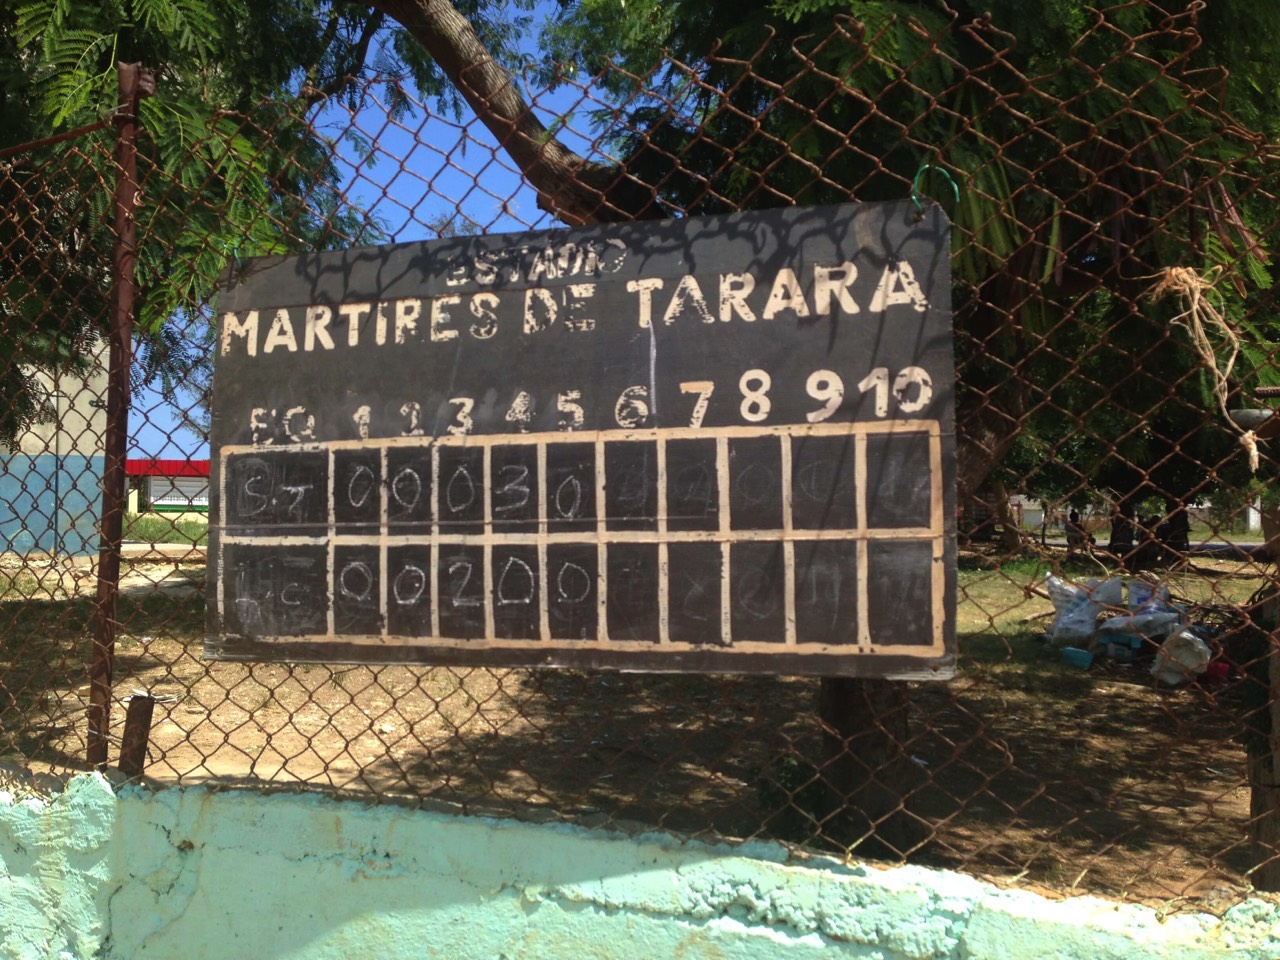 ESTADIO
MARTIRES DE TARARA
EQ 1 2 3 4 5 6 7 8 9 10
S.T 0 0 0 3 0
L.C 0 0 2 0 0